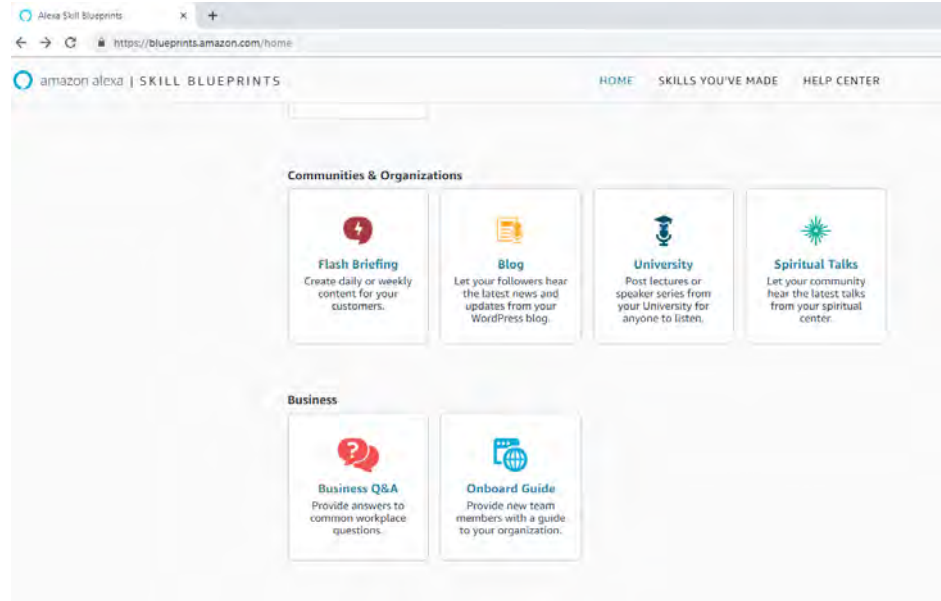 Alexa Skill Blueprints
https://blueprints.amazon.com/home
amazon alexa | SKILL BLUEPRINTS
HOME SKILLS YOU'VE MADE HELP CENTER
Communities & Organizations
Flash Briefing
Create daily or weekly
content for your
customers.
Blog
Let your followers hear
the latest news and
updates from your
WordPress blog.
University
Post lectures or
speaker series from
your University for
anyone to listen.
Spiritual Talks
Let your community
hear the latest talks
from your spiritual
center.
Business
Business Q&A
Provide answers to
common workplace
questions.
Onboard Guide
Provide new team
members with a guide
to your organization.